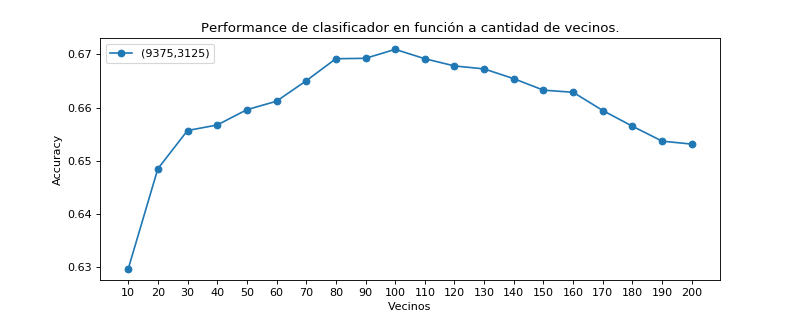 Performance de clasificador en función a cantidad de vecinos.
(9375,3125)
0.67
0.66
0.65
0.64
0.63
Accuracy
10 20 30 40 50 60 70 80 90 100 110 120 130 140 150 160 170 180 190 200
Vecinos